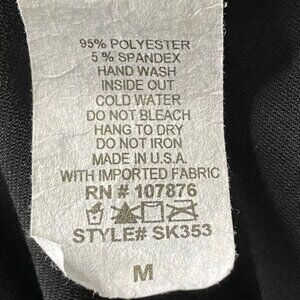 95% POLYESTER
5% SPANDEX
HAND WASH
INSIDE OUT
COLD WATER
DO NOT BLEACH
HANG TO DRY
DO NOT IRON
MADE IN U.S.A.
WITH IMPORTED FABRIC
RN # 107876
STYLE# SK353
M